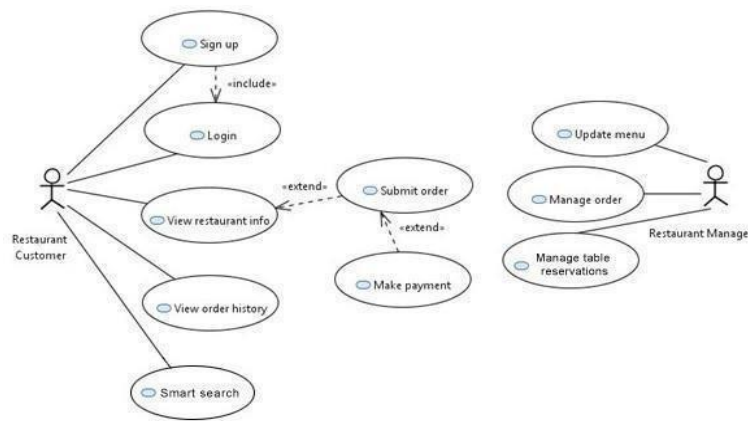 Sign up
«include»
Login
Update menu
«extend»
Submit order
Manage order
View restaurant info
«extend»
Restaurant
Customer
Restaurant Manage
Manage table
reservations
Make payment
View order history
Smart search